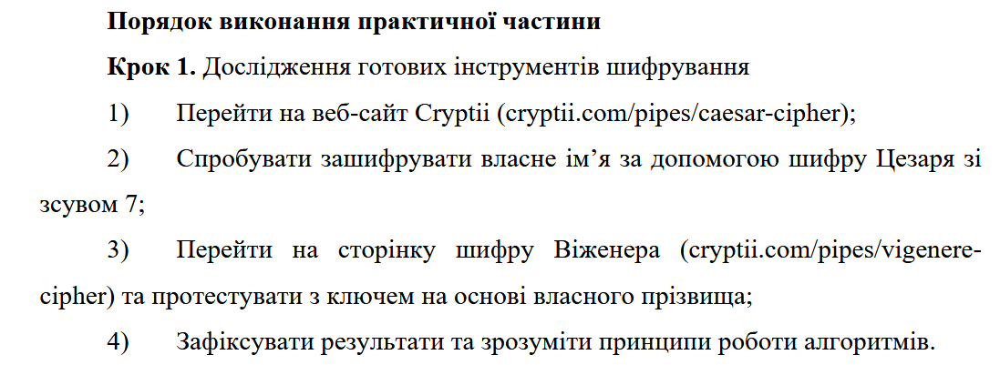 Порядок виконання практичної частини
Крок 1. Дослідження готових інструментів шифрування
1) Перейти на веб-сайт Cryptii (cryptii.com/pipes/caesar-cipher);
2) Спробувати зашифрувати власне ім’я за допомогою шифру Цезаря зі
зсувом 7;
3) Перейти на сторінку шифру Віженера (cryptii.com/pipes/vigenere-
cipher) та протестувати з ключем на основі власного прізвища;
4) Зафіксувати результати та зрозуміти принципи роботи алгоритмів.